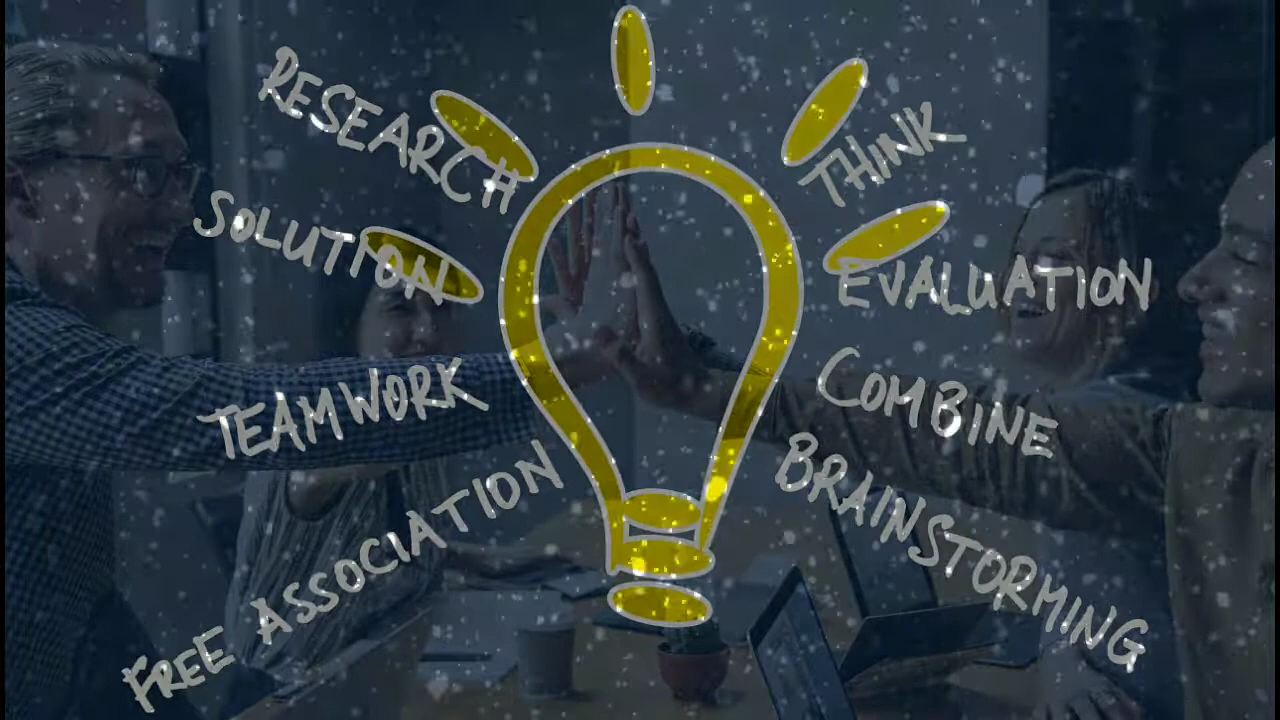 RESEARCH
SOLUTION
TEAMWORK
FREE ASSOCIATION
THINK
EVALUATION
COMBINE
BRAINSTORMING